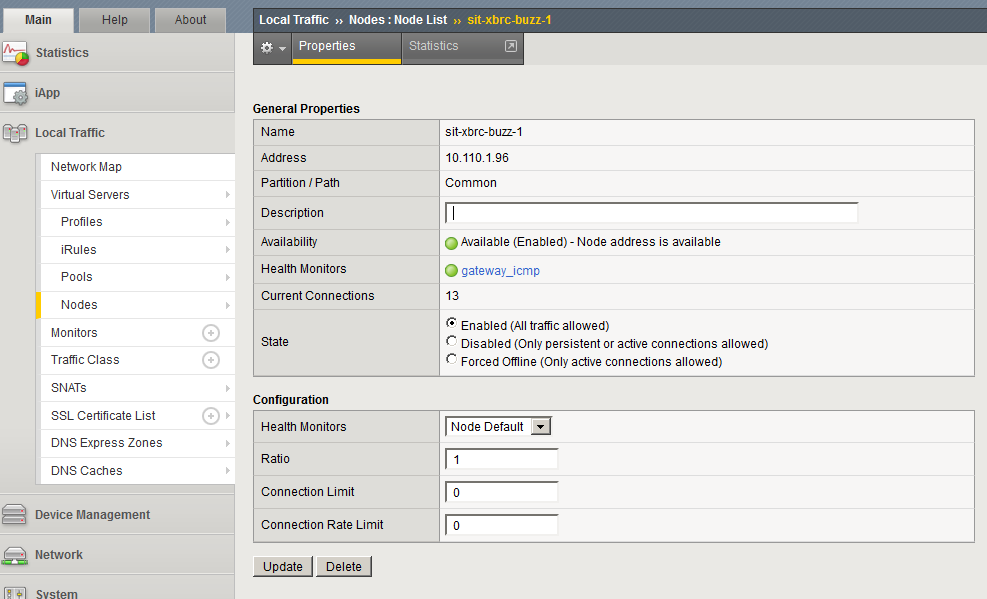 Main
Help
About
Local Traffic ›› Nodes : Node List ›› sit-xbrc-buzz-1
Properties
Statistics
Statistics
iApp
Local Traffic
Network Map
Virtual Servers
Profiles
iRules
Pools
Nodes
Monitors
Traffic Class
SNATs
SSL Certificate List
DNS Express Zones
DNS Caches
Device Management
Network
System
General Properties
Name sit-xbrc-buzz-1
Address 10.110.1.96
Partition / Path Common
Description
Availability Available (Enabled) - Node address is available
Health Monitors gateway_icmp
Current Connections 13
State
Enabled (All traffic allowed)
Disabled (Only persistent or active connections allowed)
Forced Offline (Only active connections allowed)
Configuration
Health Monitors Node Default
Ratio 1
Connection Limit 0
Connection Rate Limit 0
Update Delete